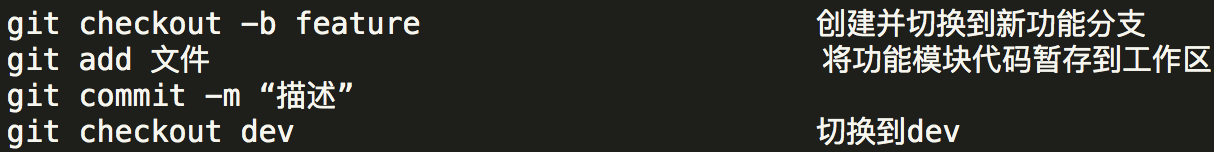 git checkout -b feature 创建并切换到新功能分支
git add 文件 将功能模块代码暂存到工作区
git commit -m “描述”
git checkout dev 切换到dev